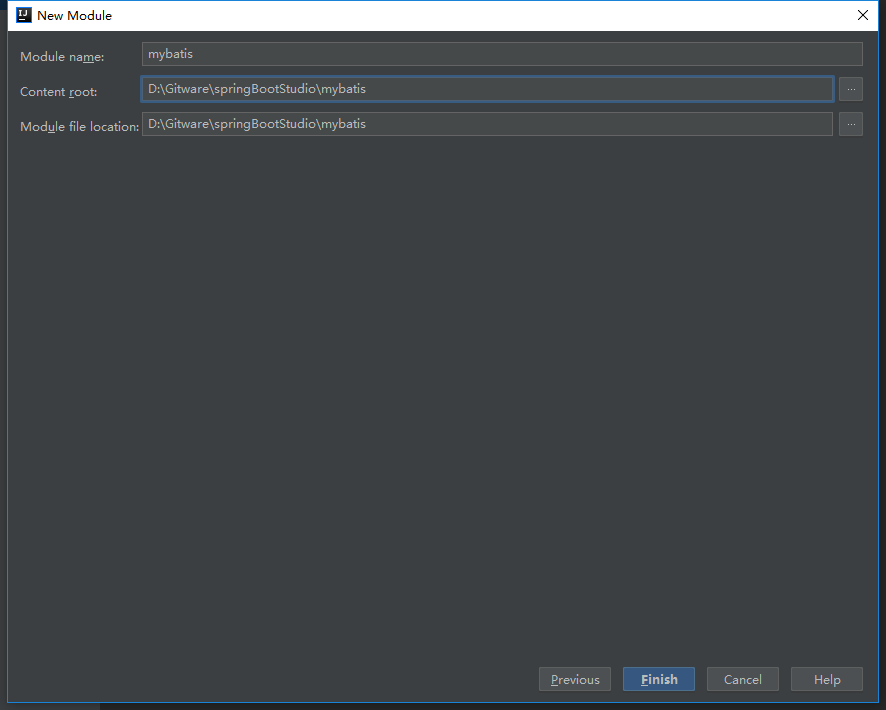 IJ New Module
Module name: mybatis
Content root: D:\Gitware\springBootStudio\mybatis ...
Module file location: D:\Gitware\springBootStudio\mybatis ...
Previous Finish Cancel Help